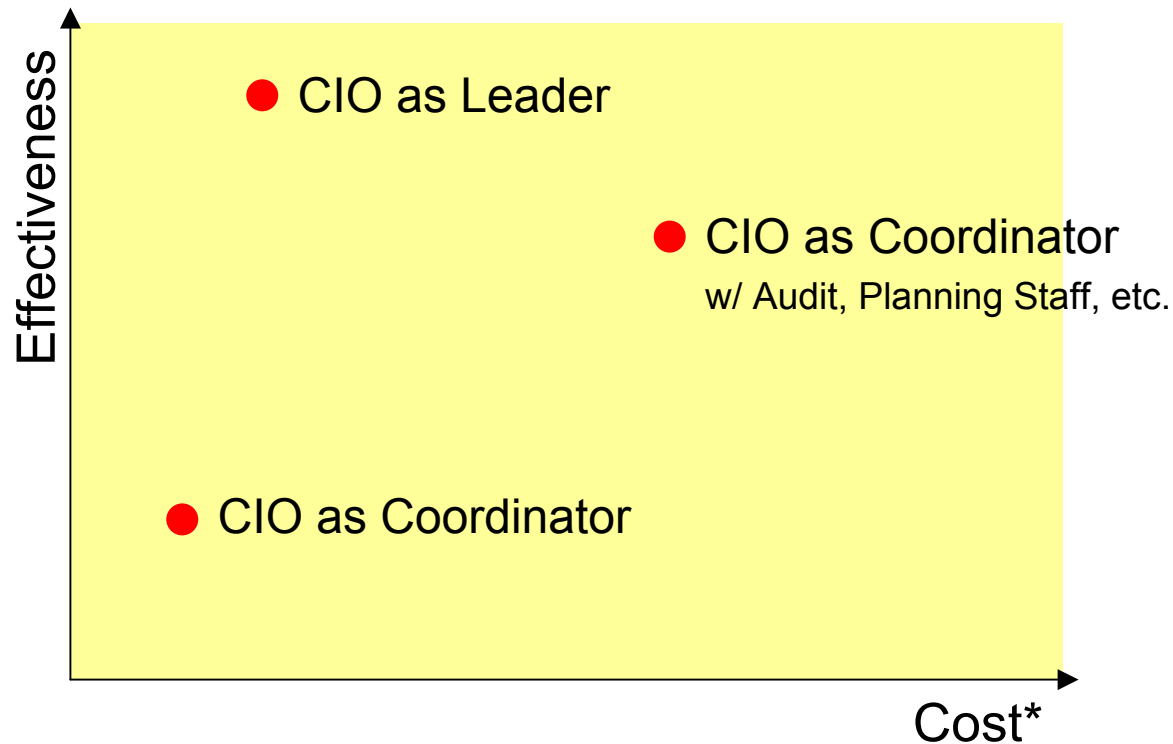 Effectiveness
CIO as Leader
CIO as Coordinator
w/ Audit, Planning Staff, etc.
CIO as Coordinator
Cost*